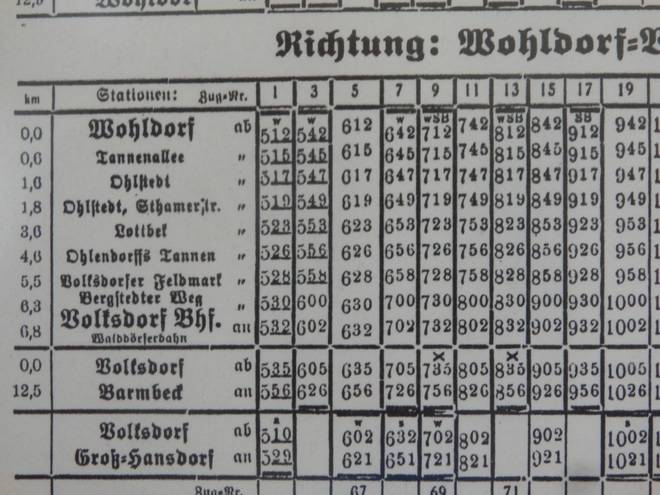 Richtung: Wohldorf=
km Stationen: Zug=Nr. 1 3 5 7 9 11 13 15 17 19
w w w wSB wSB SB
0,0 Wohldorf ab 512 542 612 642 712 742 812 842 912 942
0,6 Tannenallee „ 515 545 615 645 715 745 815 845 915 945
1,6 Ohlstedt „ 517 547 617 647 717 747 817 847 917 947
1,8 Ohlstedt, Sthamerstr. „ 519 549 619 649 719 749 819 849 919 949
3,6 Lottbek „ 523 553 623 653 723 753 823 853 923 953
4,6 Ohlendorffs Tannen „ 526 556 626 656 726 756 826 856 926 956
5,5 Volksdorfer Feldmark „ 528 558 628 658 728 758 828 858 928 958
6,3 Bergstedter Weg „ 530 600 630 700 730 800 830 900 930 1000
6,8 Volksdorf Bhf. an 532 602 632 702 732 802 832 902 932 1002
Walddörferbahn
X X
0,0 Volksdorf ab 535 605 635 705 735 805 835 905 935 1005
12,5 Barmbeck an 556 626 656 726 756 826 856 926 956 1026
w s w s
Volksdorf ab 510 602 632 702 802 902 1002
Groß=Hansdorf an 529 621 651 721 821 921 1021
Zug=Nr. 67 69 71